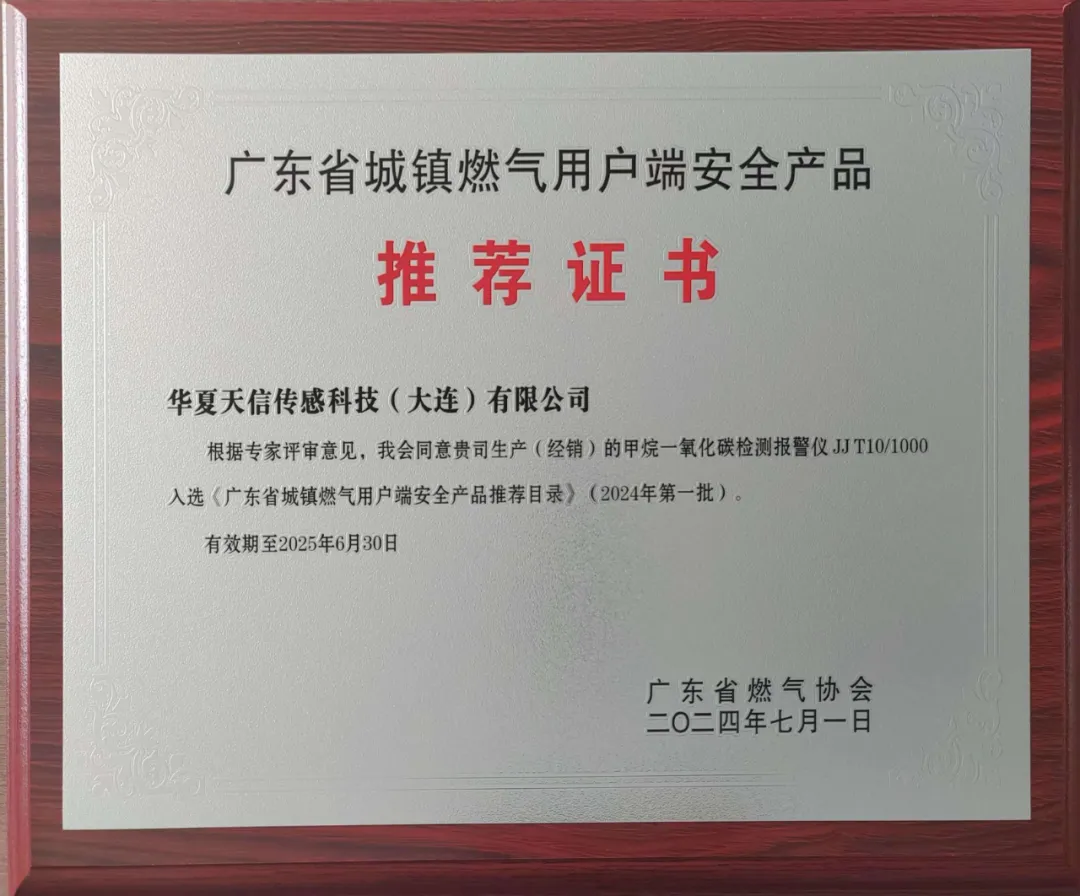 广东省城镇燃气用户端安全产品
推荐证书
华夏天信传感科技（大连）有限公司
根据专家评审意见，我会同意贵司生产（经销）的甲烷一氧化碳检测报警仪 JJ T10/1000
入选《广东省城镇燃气用户端安全产品推荐目录》（2024年第一批）。
有效期至2025年6月30日
广东省燃气协会
二〇二四年七月一日